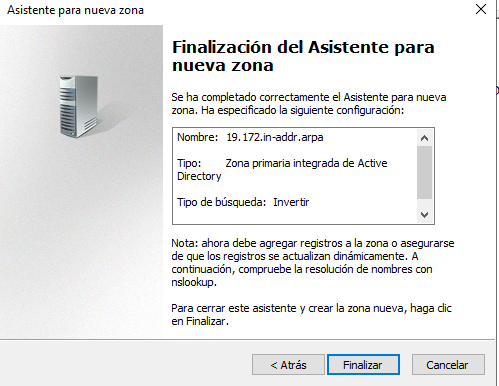 Asistente para nueva zona
Finalización del Asistente para
nueva zona
Se ha completado correctamente el Asistente para nueva
zona. Ha especificado la siguiente configuración:
Nombre: 19.172.in-addr.arpa
Tipo: Zona primaria integrada de Active
Directory
Tipo de búsqueda: Invertir
Nota: ahora debe agregar registros a la zona o asegurarse
de que los registros se actualizan dinámicamente. A
continuación, compruebe la resolución de nombres con
nslookup.
Para cerrar este asistente y crear la zona nueva, haga clic
en Finalizar.
< Atrás Finalizar Cancelar